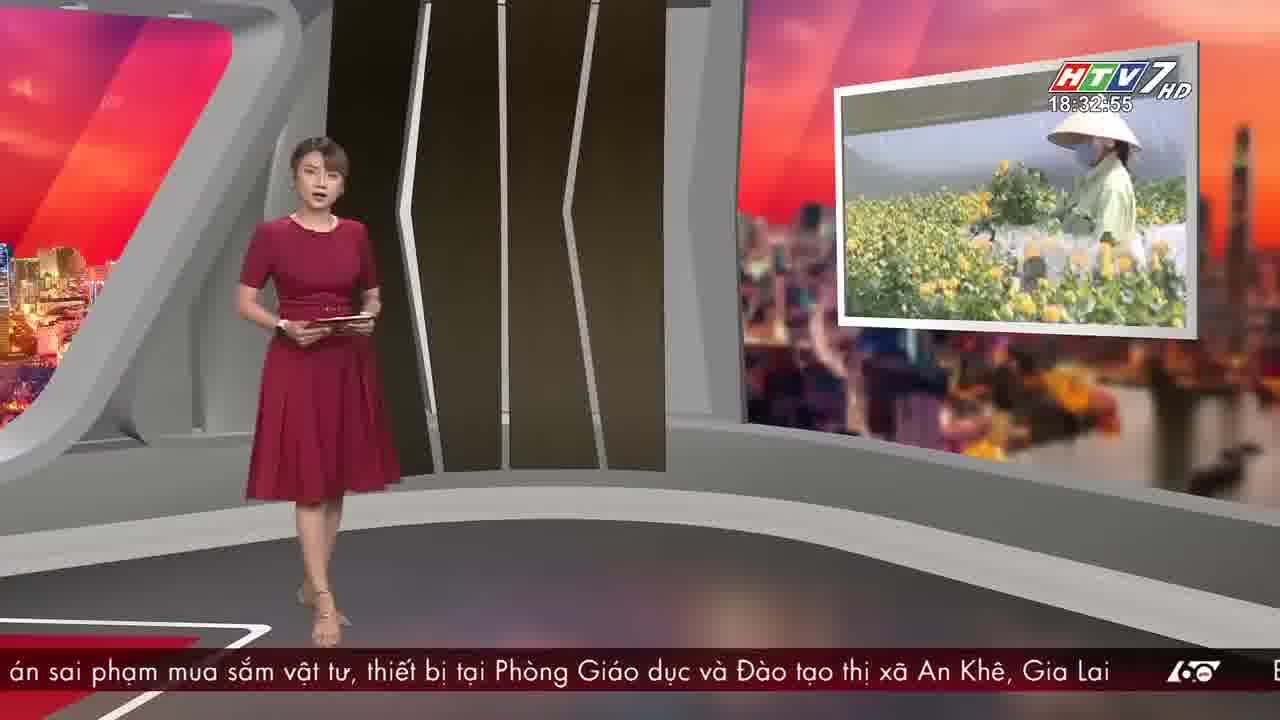 HTV7 HD
18:32:55
án sai phạm mua sắm vật tư, thiết bị tại Phòng Giáo dục và Đào tạo thị xã An Khê, Gia Lai